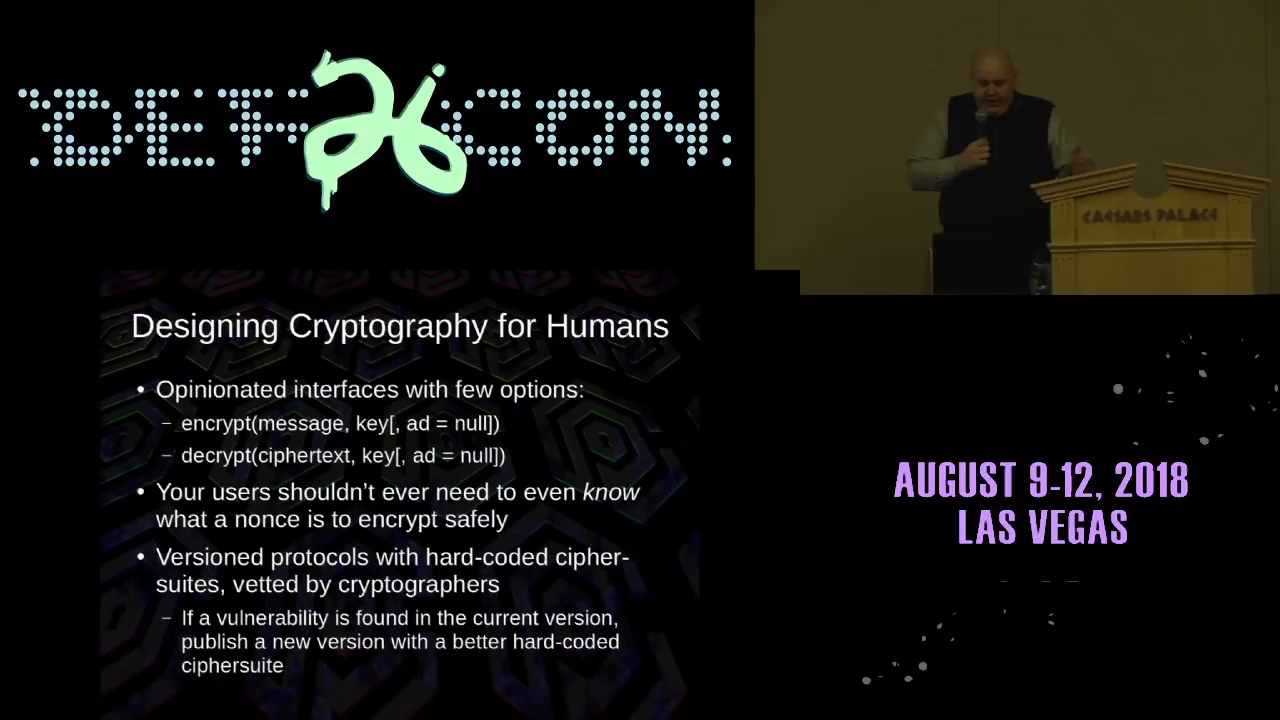 DEF 26 CON
CAESARS PALACE
Designing Cryptography for Humans
• Opinionated interfaces with few options:
– encrypt(message, key[, ad = null])
– decrypt(ciphertext, key[, ad = null])
• Your users shouldn’t ever need to even know
what a nonce is to encrypt safely
• Versioned protocols with hard-coded cipher-
suites, vetted by cryptographers
– If a vulnerability is found in the current version,
publish a new version with a better hard-coded
ciphersuite
AUGUST 9-12, 2018
LAS VEGAS